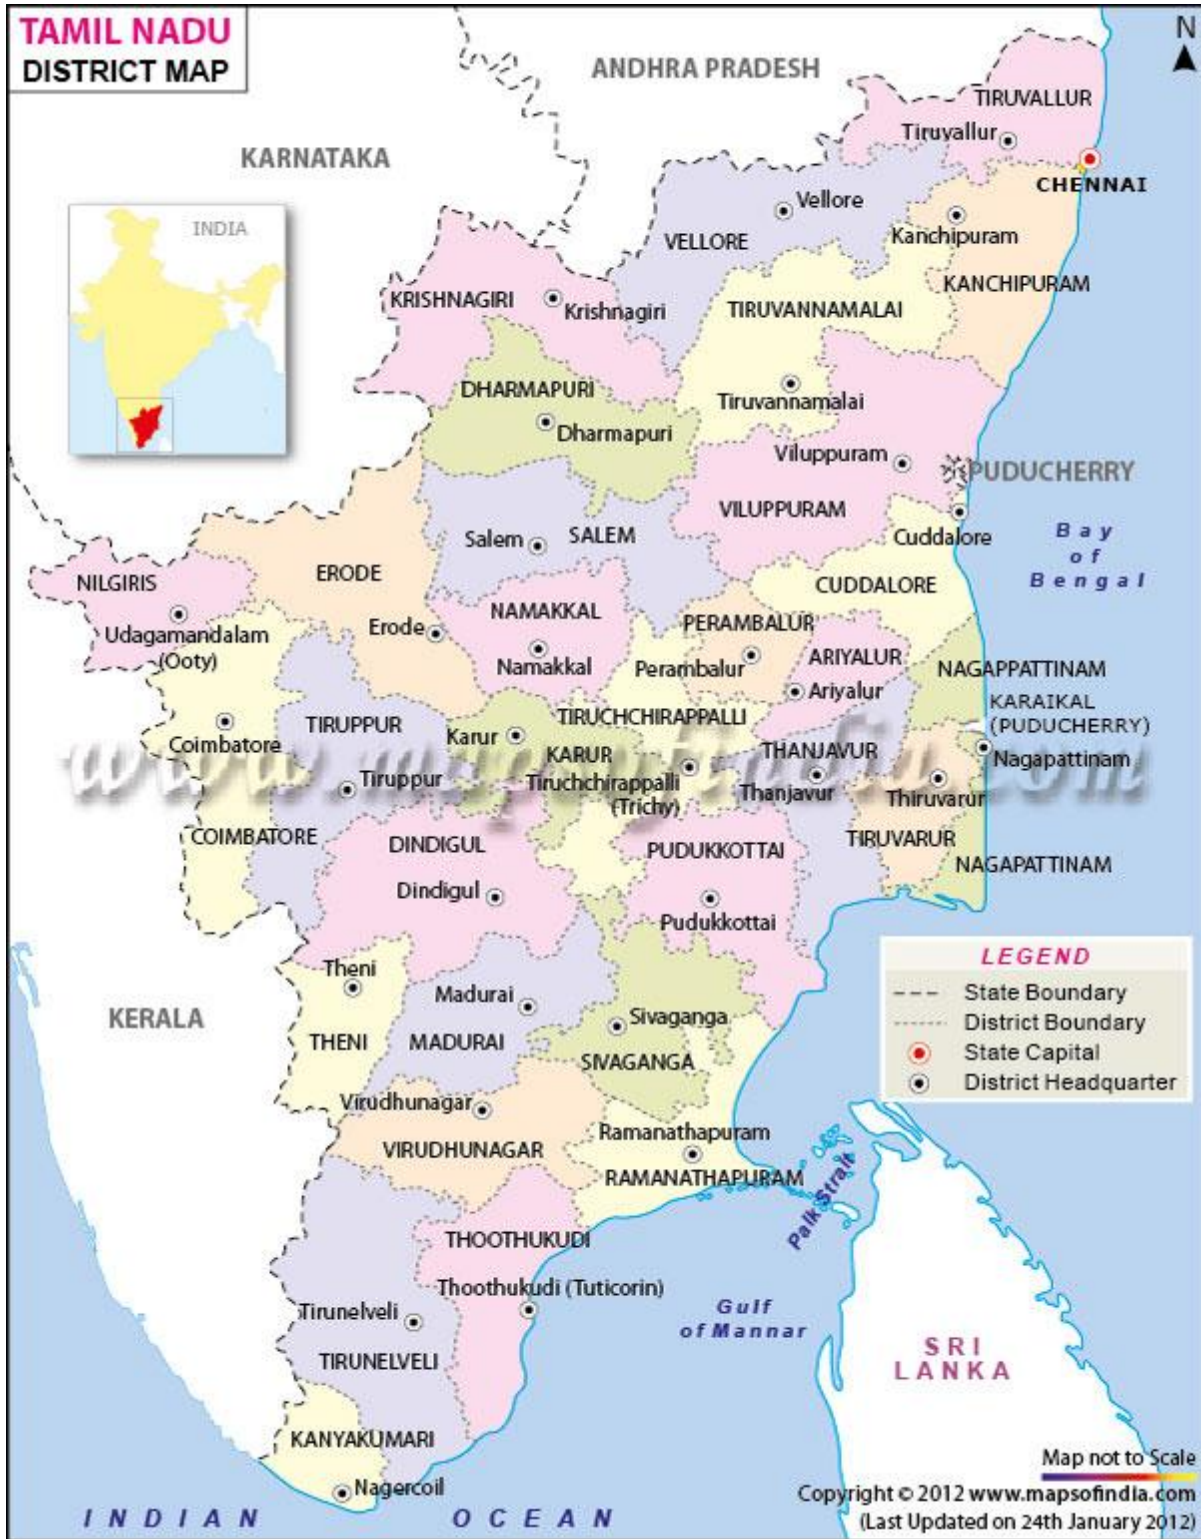 TAMIL NADU
DISTRICT MAP
N
ANDHRA PRADESH
KARNATAKA
INDIA
TIRUVALLUR
Tiruvallur
CHENNAI
Vellore
VELLORE
Kanchipuram
KANCHIPURAM
KRISHNAGIRI
Krishnagiri
TIRUVANNAMALAI
Tiruvannamalai
DHARMAPURI
Dharmapuri
Viluppuram
VILUPPURAM
PUDUCHERRY
Cuddalore
CUDDALORE
Bay
of
Bengal
Salem
SALEM
ERODE
Erode
NILGIRIS
Udagamandalam
(Ooty)
NAMAKKAL
Namakkal
PERAMBALUR
Perambalur
ARIYALUR
Ariyalur
NAGAPPATTINAM
KARAIKAL
(PUDUCHERRY)
Nagapattinam
TIRUPPUR
Tiruppur
Coimbatore
COIMBATORE
Karur
KARUR
TIRUCHCHIRAPPALLI
Tiruchchirappalli
(Trichy)
THANJAVUR
Thanjavur
Thiruvarur
TIRUVARUR
NAGAPATTINAM
www.mapsofindia.com
DINDIGUL
Dindigul
PUDUKKOTTAI
Pudukkottai
KERALA
Theni
THENI
Madurai
MADURAI
Sivaganga
SIVAGANGA
LEGEND
State Boundary
District Boundary
State Capital
District Headquarter
Virudhunagar
VIRUDHUNAGAR
Ramanathapuram
RAMANATHAPURAM
Palk Strait
THOOTHUKUDI
Thoothukudi (Tuticorin)
Tirunelveli
TIRUNELVELI
Gulf
of Mannar
SRI
LANKA
KANYAKUMARI
Nagercoil
INDIAN OCEAN
Map not to Scale
Copyright © 2012 www.mapsofindia.com
(Last Updated on 24th January 2012)